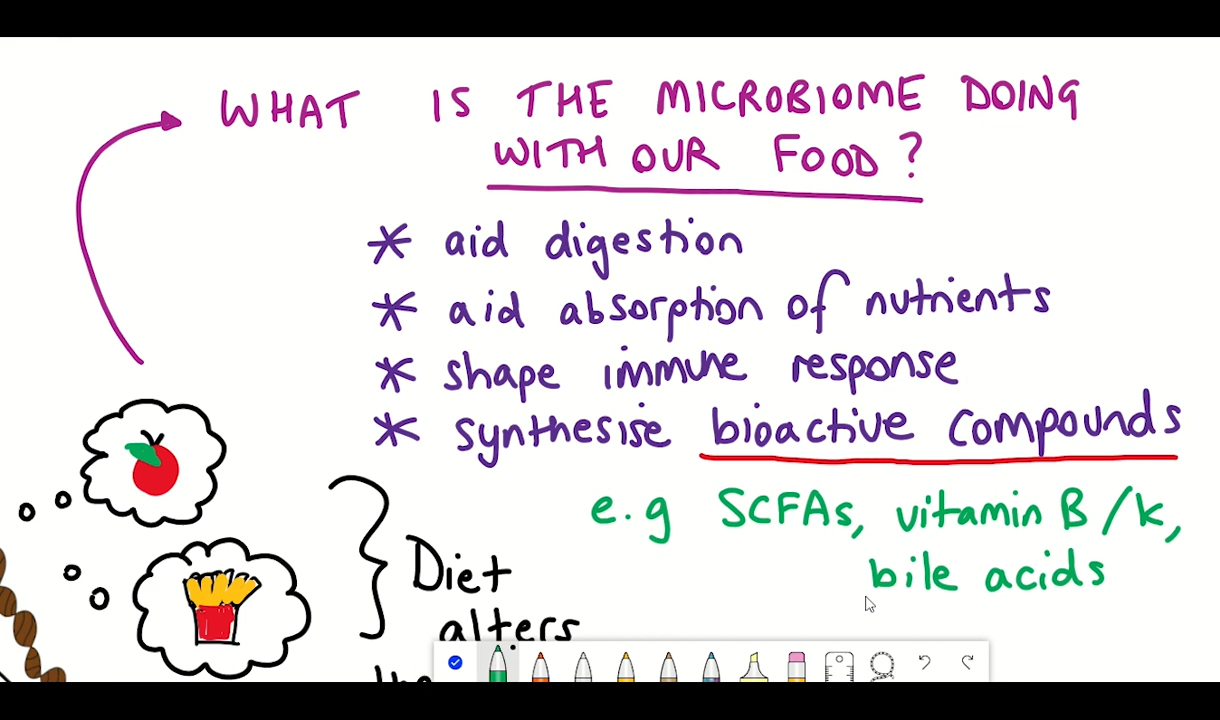 WHAT IS THE MICROBIOME DOING
WITH OUR FOOD?
* aid digestion
* aid absorption of nutrients
* shape immune response
* synthesise bioactive compounds
e.g SCFAs, vitamin B/K,
bile acids
Diet
alters
the